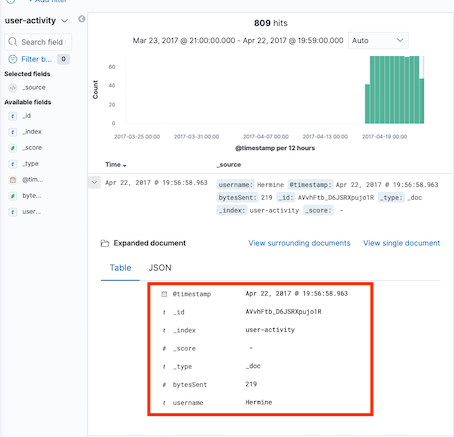 Add filter
user-activity
Search field
Filter b... 0
Selected fields
_source
Available fields
t _id
t _index
# _score
t _type
@tim...
# byte...
t user...
809 hits
Mar 23, 2017 @ 21:00:00.000 - Apr 22, 2017 @ 19:59:00.000 Auto
Count
60
40
20
0
2017-03-25 00:00 2017-03-31 00:00 2017-04-07 00:00 2017-04-13 00:00 2017-04-19 00:00
@timestamp per 12 hours
Time _source
Apr 22, 2017 @ 19:56:58.963 username: Hermine @timestamp: Apr 22, 2017 @ 19:56:58.963
bytesSent: 219 _id: AVvhFtb_D6JSRXpujo1R _type: _doc
_index: user-activity _score: -
Expanded document View surrounding documents View single document
Table JSON
@timestamp Apr 22, 2017 @ 19:56:58.963
t _id AVvhFtb_D6JSRXpujo1R
t _index user-activity
# _score -
t _type _doc
# bytesSent 219
t username Hermine